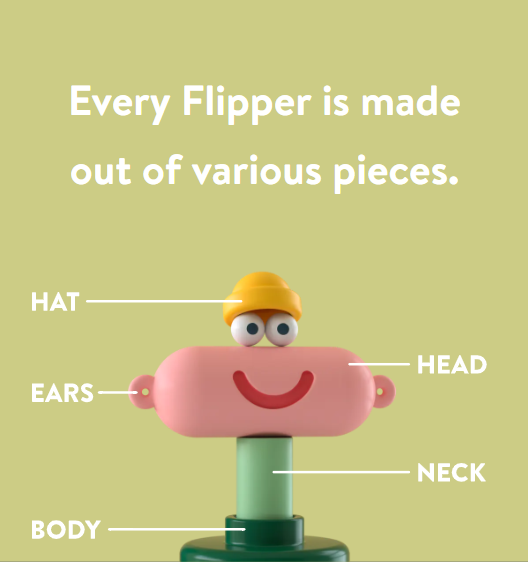 Every Flipper is made
out of various pieces.
HAT
HEAD
EARS
NECK
BODY